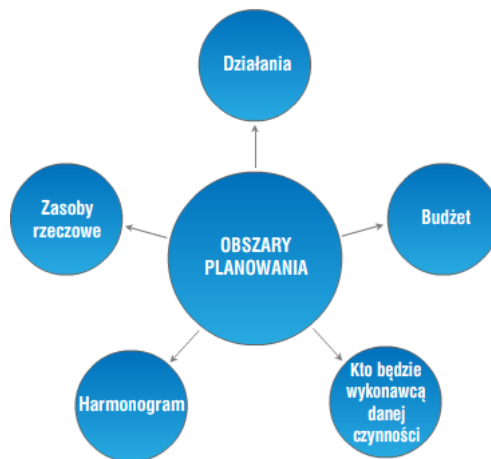 Działania
Zasoby
rzeczowe
Budżet
OBSZARY
PLANOWANIA
Harmonogram
Kto będzie
wykonawcą
danej
czynności